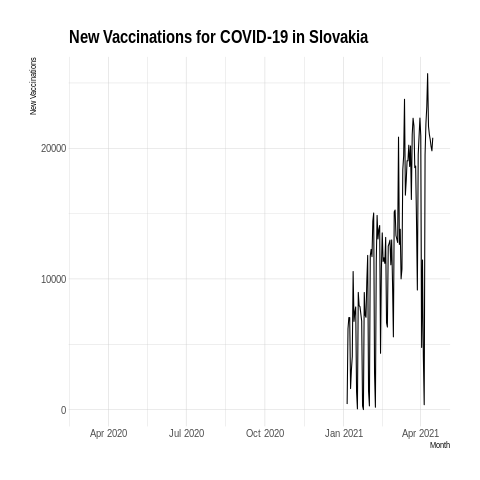 New Vaccinations for COVID-19 in Slovakia
New Vaccinations
20000
10000
0
Apr 2020 Jul 2020 Oct 2020 Jan 2021 Apr 2021
Month